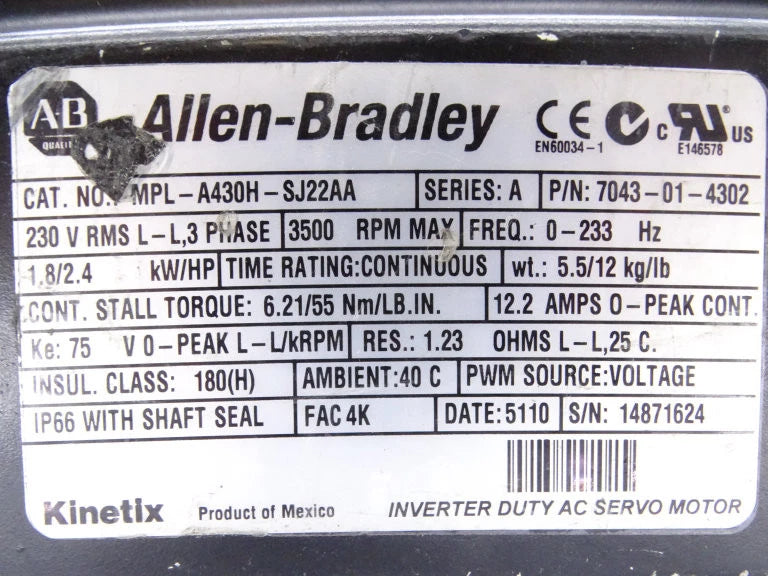 AB Allen-Bradley CE C UR US
QUALITY EN60034-1 E146578
CAT. NO.: MPL-A430H-SJ22AA SERIES: A P/N: 7043-01-4302
230 V RMS L-L,3 PHASE 3500 RPM MAX FREQ.: 0-233 Hz
1.8/2.4 kW/HP TIME RATING:CONTINUOUS wt.: 5.5/12 kg/lb
CONT. STALL TORQUE: 6.21/55 Nm/LB.IN. 12.2 AMPS 0-PEAK CONT.
Ke: 75 V 0-PEAK L-L/kRPM RES.: 1.23 OHMS L-L,25 C.
INSUL. CLASS: 180(H) AMBIENT:40 C PWM SOURCE:VOLTAGE
IP66 WITH SHAFT SEAL FAC 4K DATE:5110 S/N: 14871624
Kinetix Product of Mexico INVERTER DUTY AC SERVO MOTOR